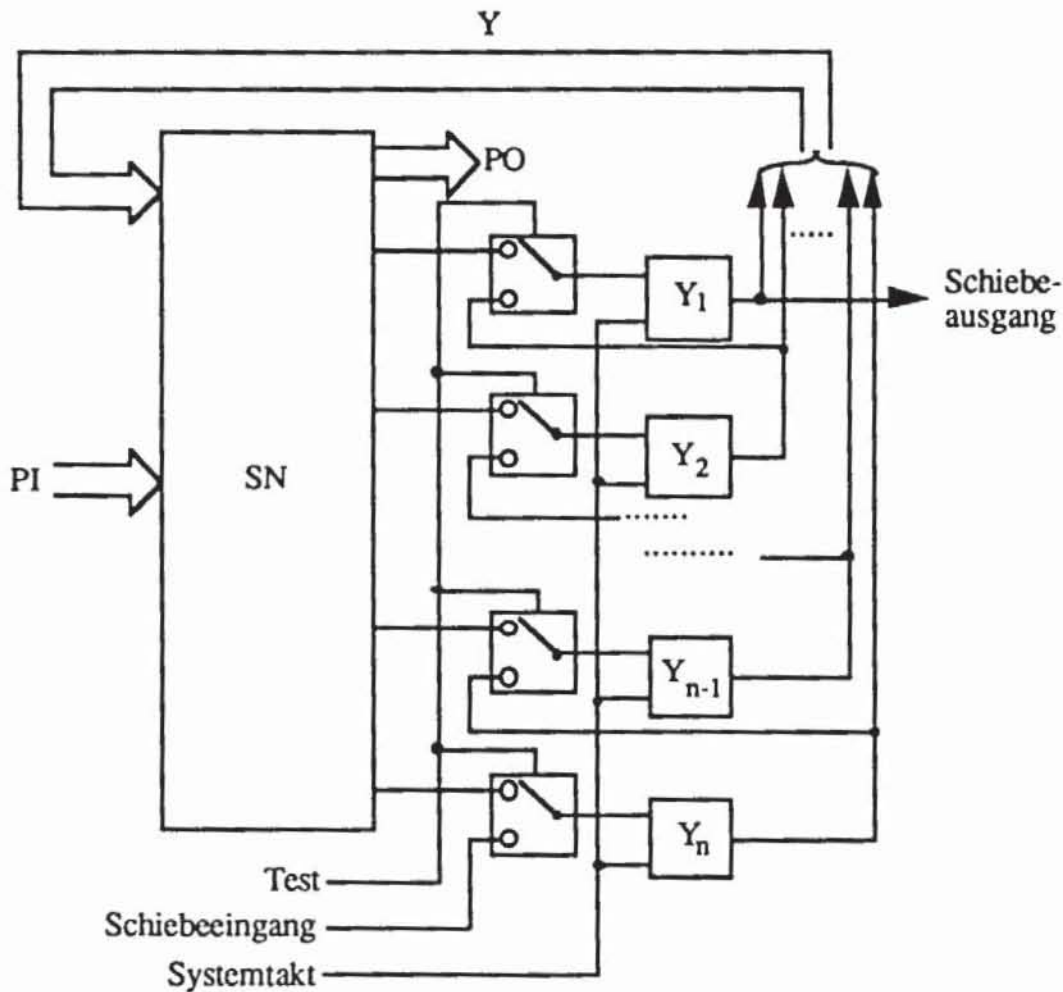 Y
PO
Y1
Schiebe-
ausgang
Y2
PI
SN
Yn-1
Yn
Test
Schiebeeingang
Systemtakt